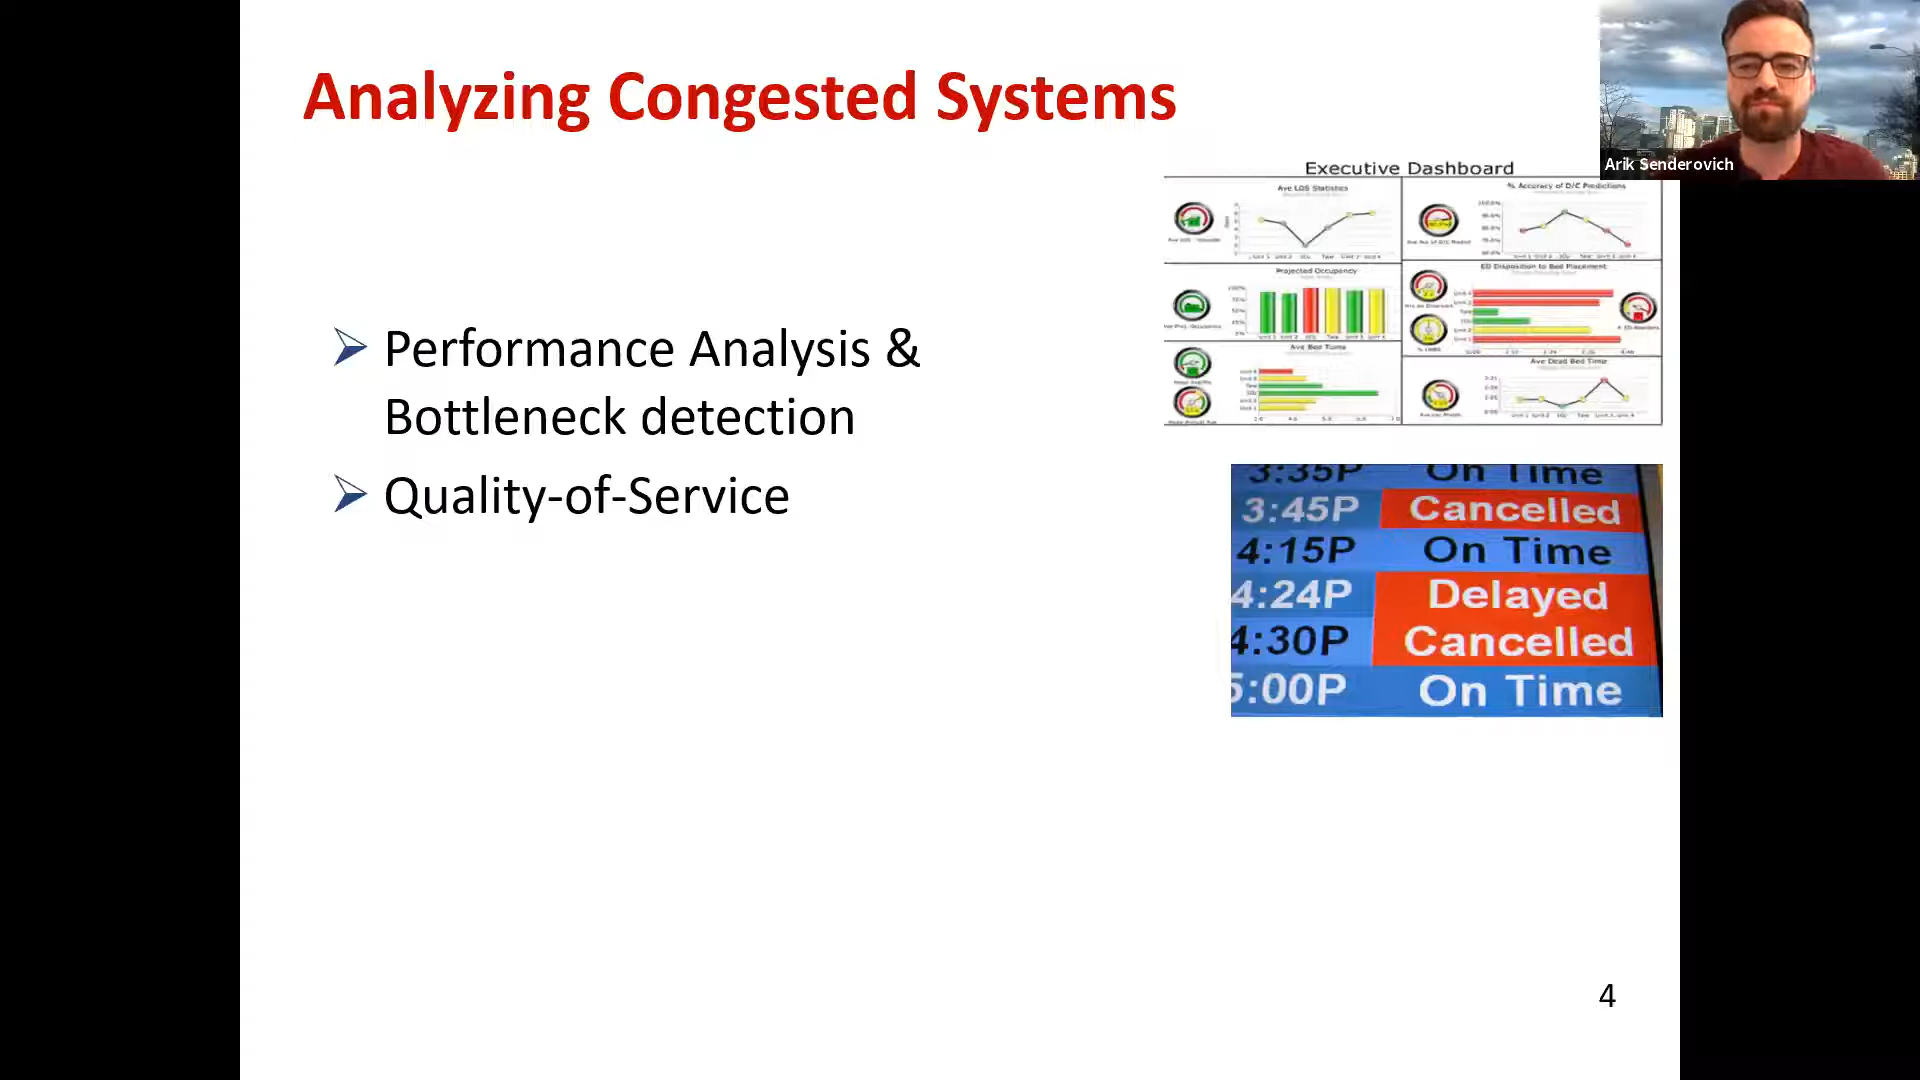 Analyzing Congested Systems
Arik Senderovich
Executive Dashboard
Ave LOS Statistics
% Accuracy of D/C Predictions
Projected Occupancy
ED Disposition to Bed Placement
Ave Bed Turns
Ave Dead Bed Time
Performance Analysis &
Bottleneck detection
Quality-of-Service
3:35P On Time
3:45P Cancelled
4:15P On Time
4:24P Delayed
4:30P Cancelled
5:00P On Time
4